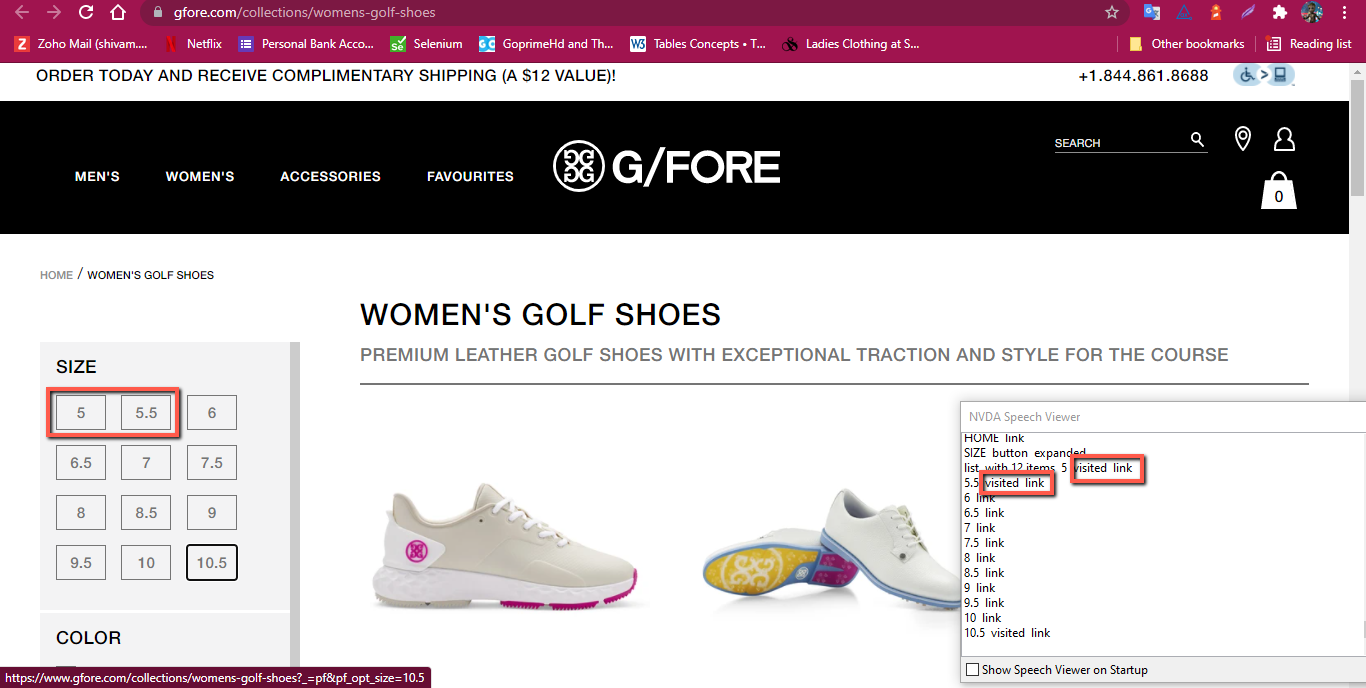 gfore.com/collections/womens-golf-shoes
Zoho Mail (shivam.... Netflix Personal Bank Acco... Selenium GoprimeHd and Th... Tables Concepts • T... Ladies Clothing at S... Other bookmarks Reading list
ORDER TODAY AND RECEIVE COMPLIMENTARY SHIPPING (A $12 VALUE)! +1.844.861.8688
MEN'S WOMEN'S ACCESSORIES FAVOURITES G/FORE SEARCH
0
HOME / WOMEN'S GOLF SHOES
WOMEN'S GOLF SHOES
PREMIUM LEATHER GOLF SHOES WITH EXCEPTIONAL TRACTION AND STYLE FOR THE COURSE
SIZE
5 5.5 6
6.5 7 7.5
8 8.5 9
9.5 10 10.5
COLOR
NVDA Speech Viewer
HOME link
SIZE button expanded
list with 12 items 5 visited link
5.5 visited link
6 link
6.5 link
7 link
7.5 link
8 link
8.5 link
9 link
9.5 link
10 link
10.5 visited link
Show Speech Viewer on Startup
https://www.gfore.com/collections/womens-golf-shoes?_=pf&pf_opt_size=10.5